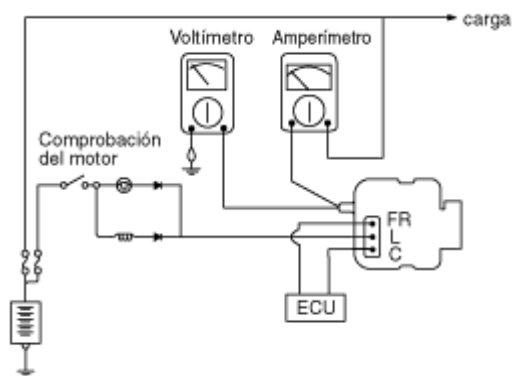 carga
Voltímetro
Amperímetro
Comprobación
del motor
FR
L
C
ECU